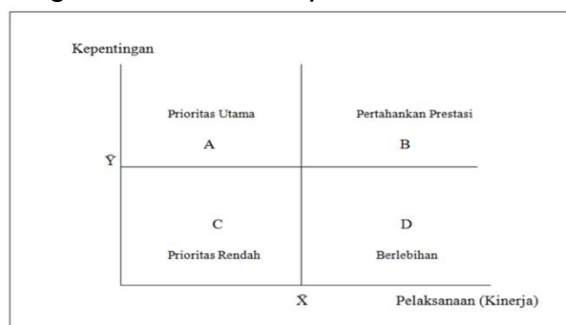 Kepentingan
Prioritas Utama
Pertahankan Prestasi
A
B
Ȳ
C
D
Prioritas Rendah
Berlebihan
X̄
Pelaksanaan (Kinerja)